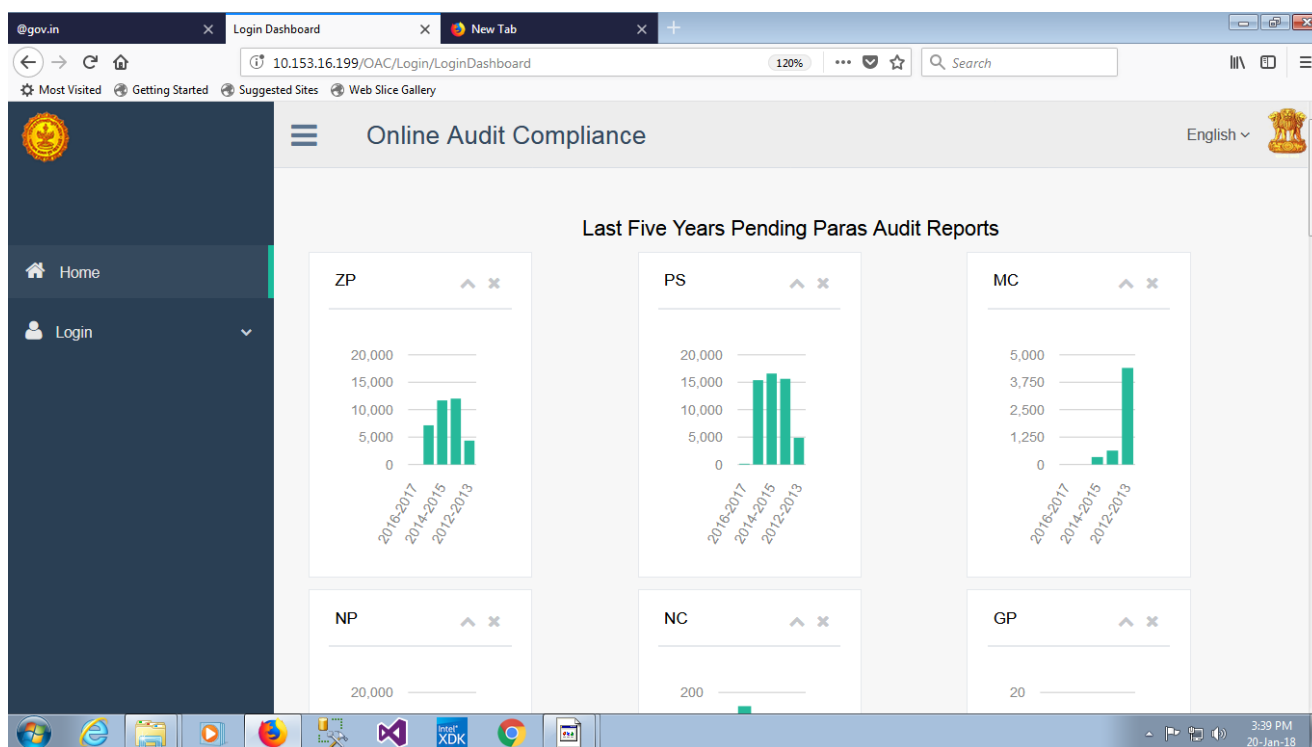 @gov.in
Login Dashboard
New Tab
10.153.16.199/OAC/Login/LoginDashboard
120%
Search
Most Visited
Getting Started
Suggested Sites
Web Slice Gallery
Online Audit Compliance
English
Home
Login
Last Five Years Pending Paras Audit Reports
ZP
20,000
15,000
10,000
5,000
0
2016-2017
2014-2015
2012-2013
PS
20,000
15,000
10,000
5,000
0
2016-2017
2014-2015
2012-2013
MC
5,000
3,750
2,500
1,250
0
2016-2017
2014-2015
2012-2013
NP
20,000
NC
200
GP
20
intel
XDK
3:39 PM
20-Jan-18